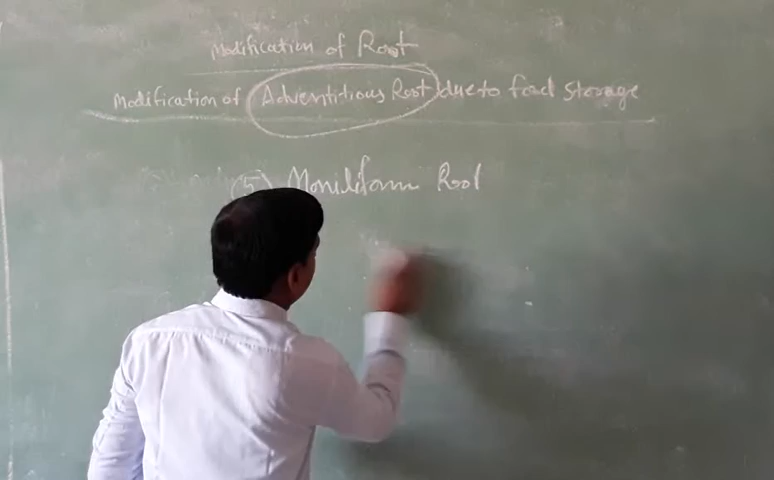 Modification of Root
Modification of Adventitious Root due to food storage
(5) Moniliform Root